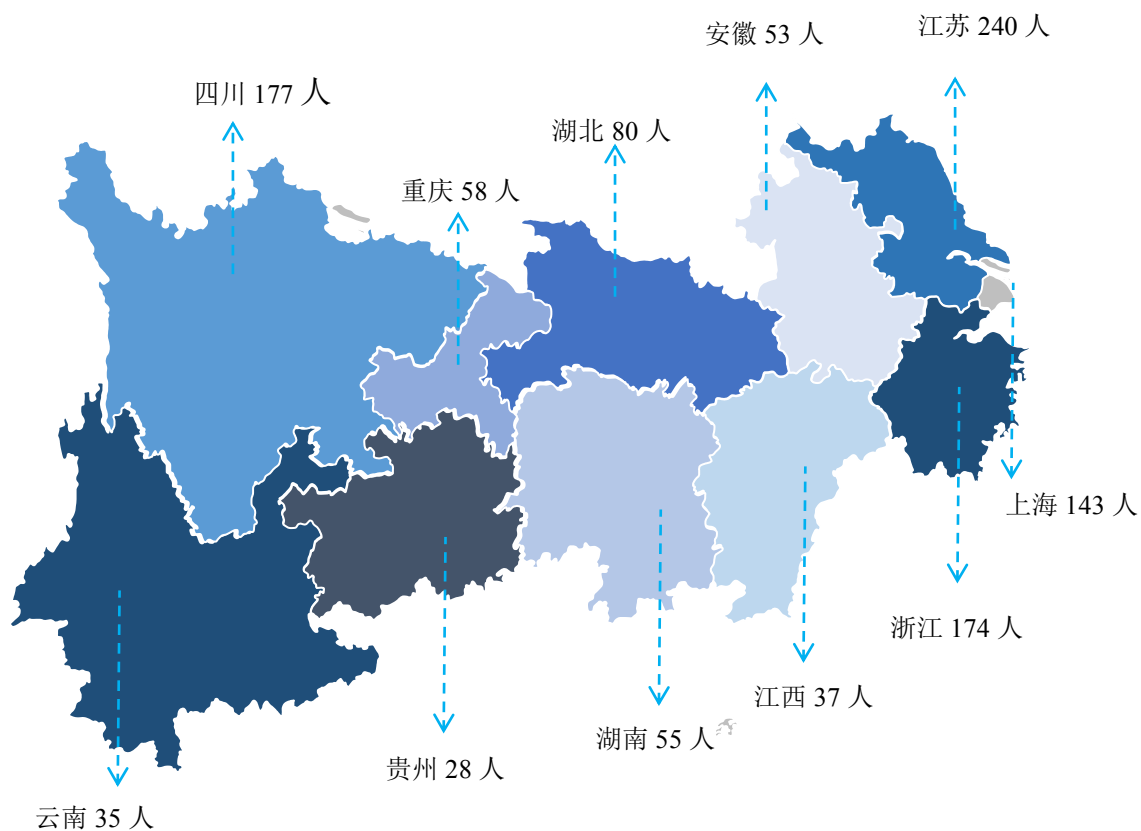 江苏 240 人
安徽 53 人
四川 177 人
湖北 80 人
重庆 58 人
上海 143 人
浙江 174 人
江西 37 人
湖南 55 人
贵州 28 人
云南 35 人